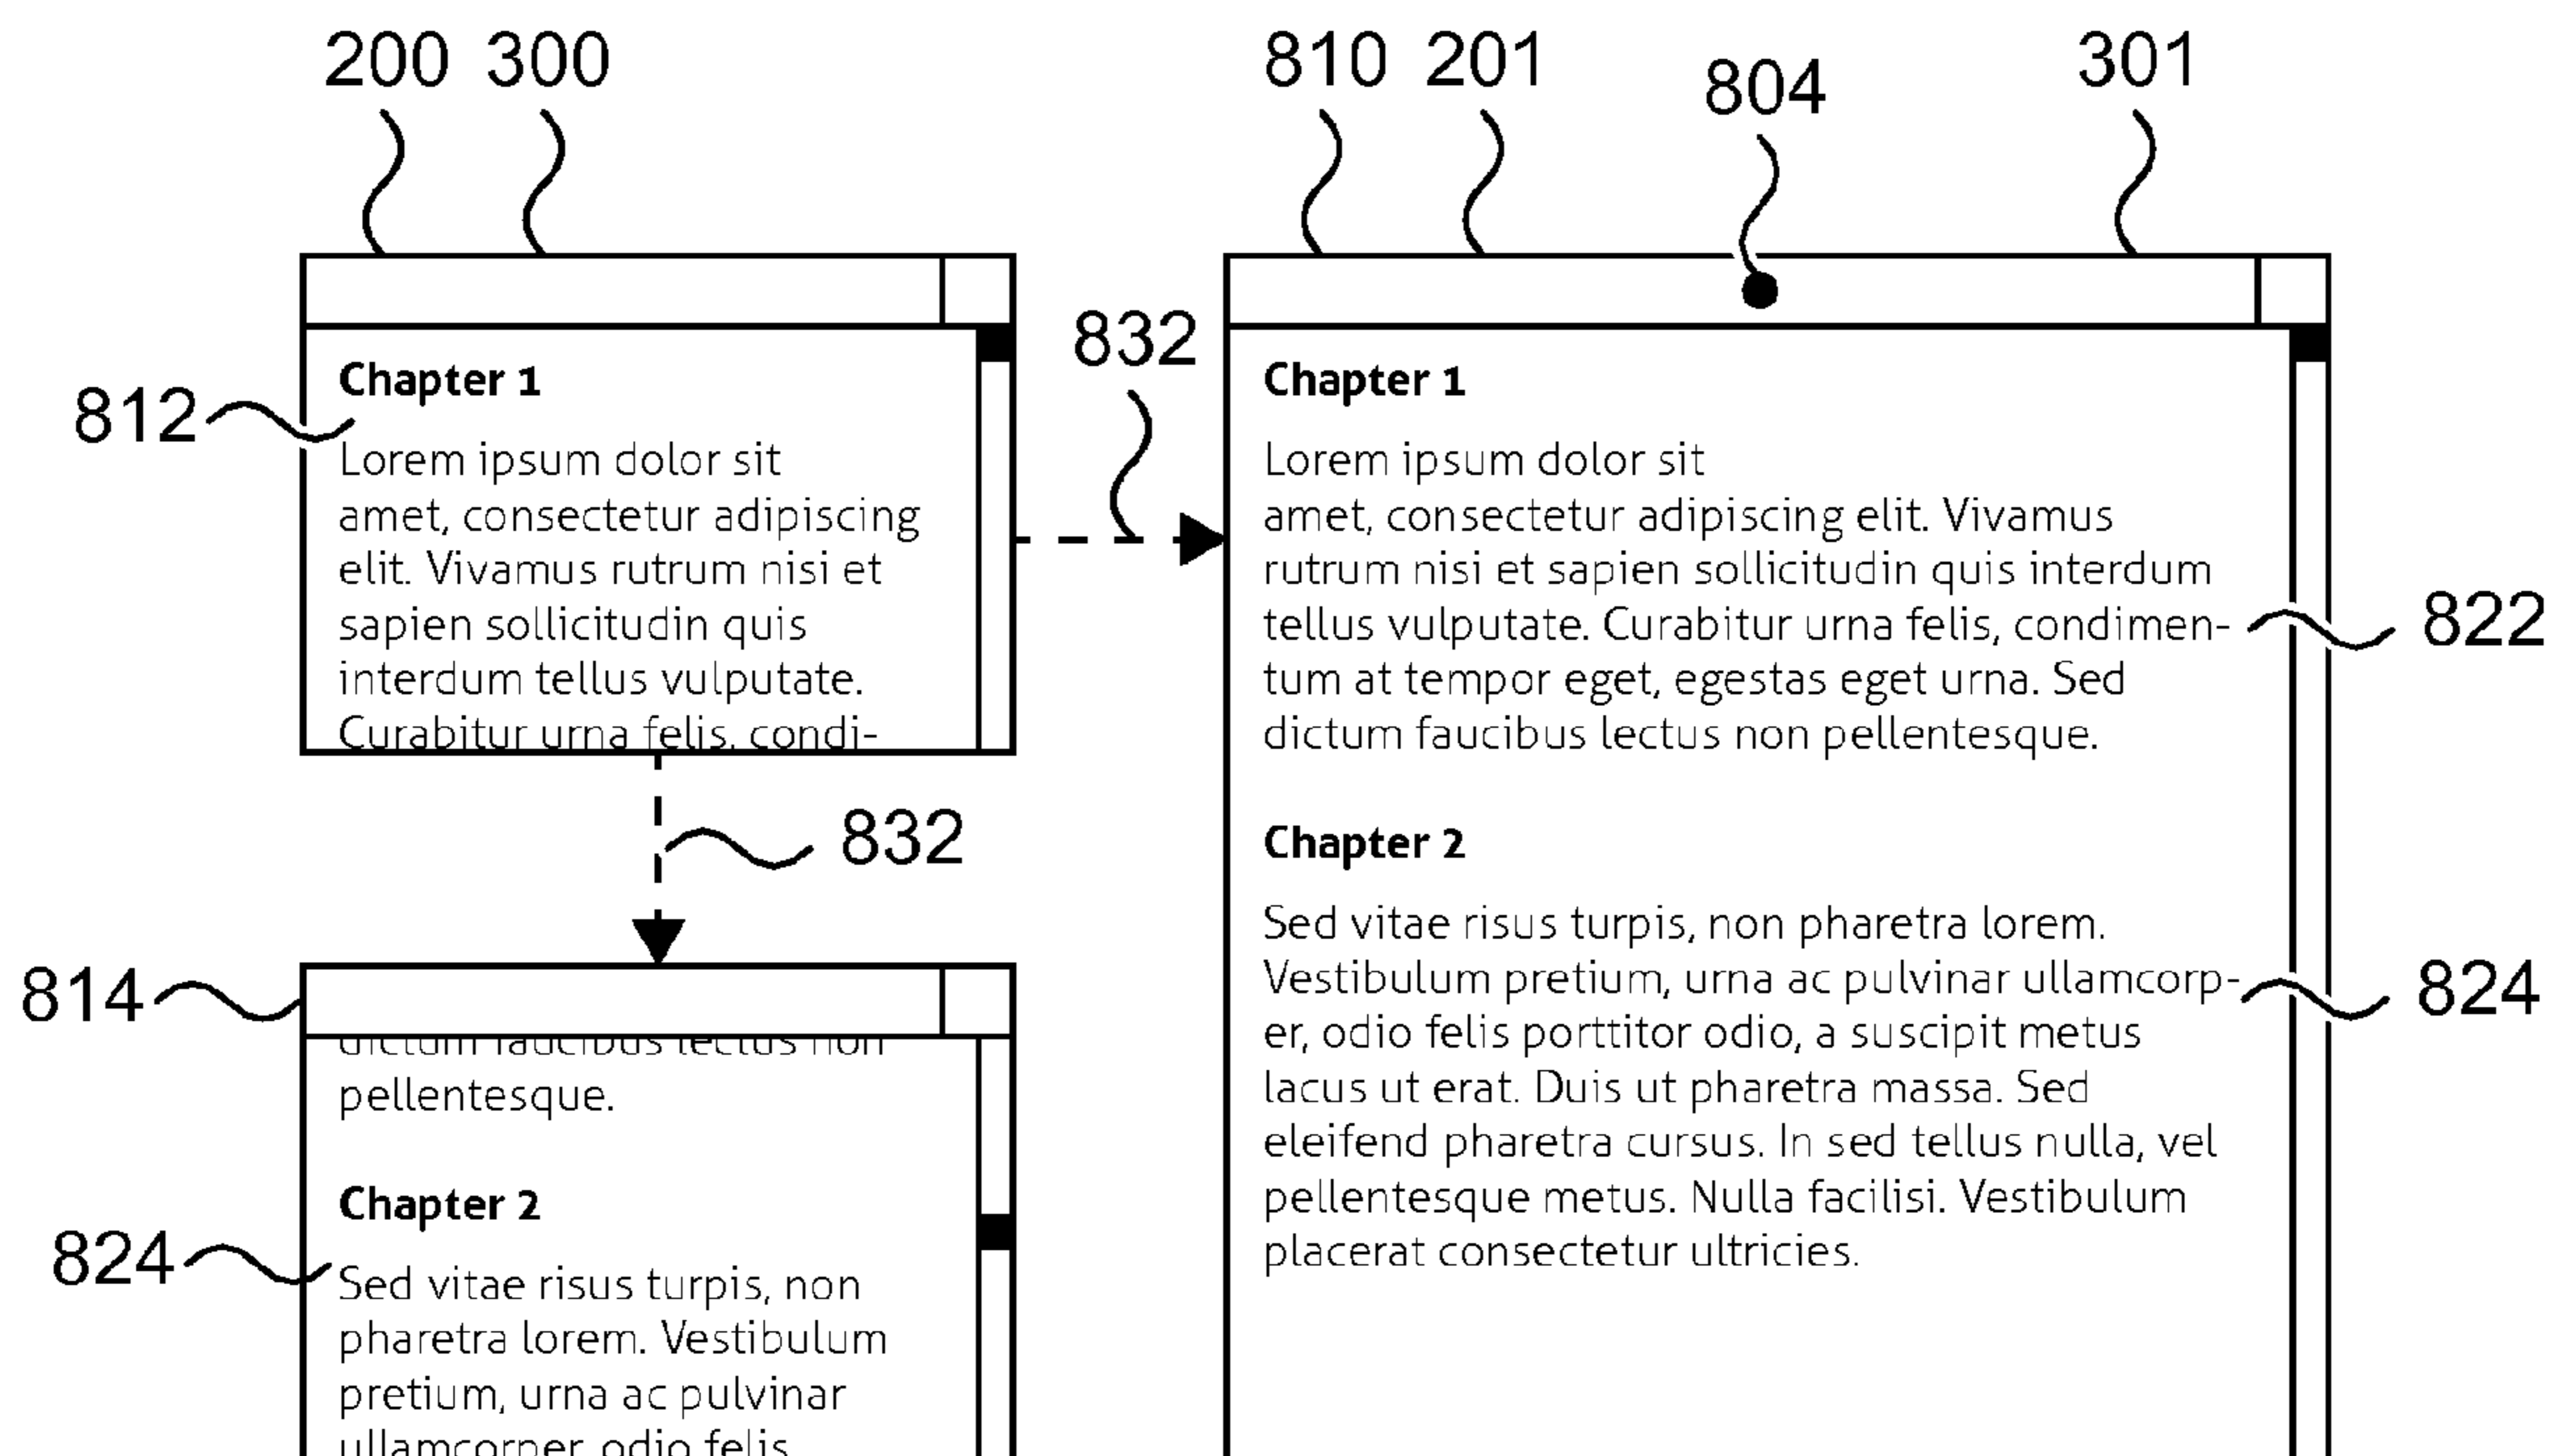 200 300
810 201 804 301
832
812
Chapter 1
Lorem ipsum dolor sit
amet, consectetur adipiscing
elit. Vivamus rutrum nisi et
sapien sollicitudin quis
interdum tellus vulputate.
Curabitur urna felis, condi-
832
814
dictum faucibus lectus non
pellentesque.
Chapter 2
824
Sed vitae risus turpis, non
pharetra lorem. Vestibulum
pretium, urna ac pulvinar
ullamcorper, odio felis
Chapter 1
Lorem ipsum dolor sit
amet, consectetur adipiscing elit. Vivamus
rutrum nisi et sapien sollicitudin quis interdum
tellus vulputate. Curabitur urna felis, condimen-
822
tum at tempor eget, egestas eget urna. Sed
dictum faucibus lectus non pellentesque.
Chapter 2
Sed vitae risus turpis, non pharetra lorem.
Vestibulum pretium, urna ac pulvinar ullamcorp-
824
er, odio felis porttitor odio, a suscipit metus
lacus ut erat. Duis ut pharetra massa. Sed
eleifend pharetra cursus. In sed tellus nulla, vel
pellentesque metus. Nulla facilisi. Vestibulum
placerat consectetur ultricies.